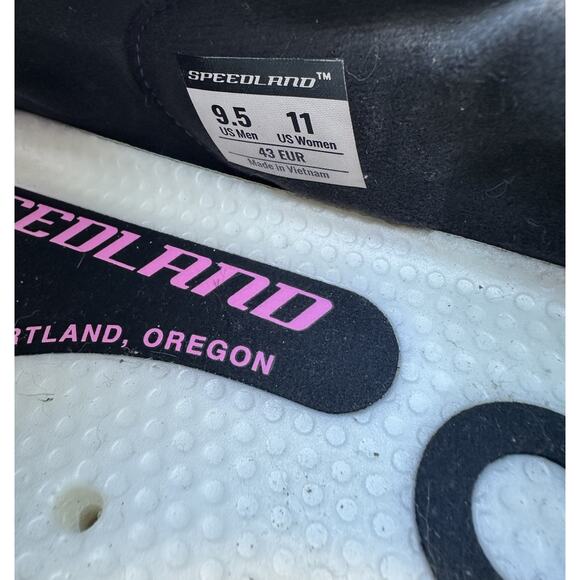 SPEEDLAND™
9.5 11
US Men US Women
43 EUR
Made in Vietnam
EEDLAND
RTLAND, OREGON